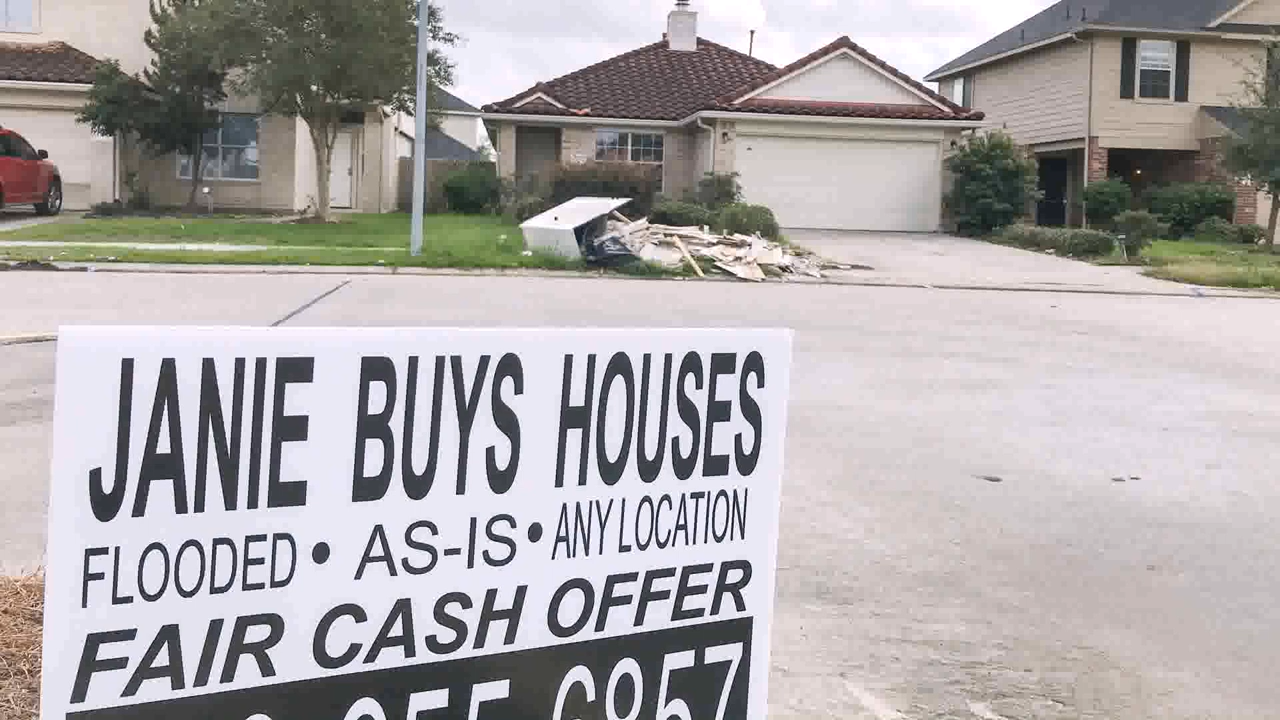 JANIE BUYS HOUSES
FLOODED • AS-IS • ANY LOCATION
FAIR CASH OFFER